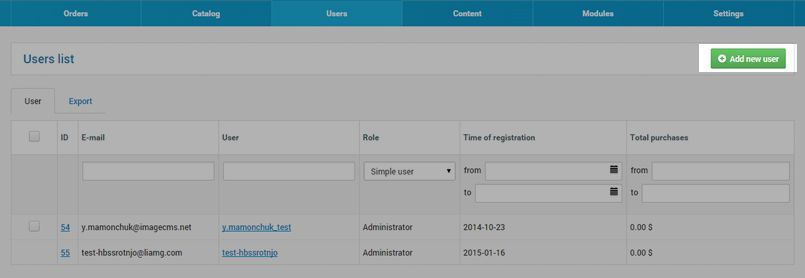 Orders Catalog Users Content Modules Settings
Users list Add new user
User Export
ID E-mail User Role Time of registration Total purchases
Simple user from from
to to
54 y.mamonchuk@imagecms.net y.mamonchuk_test Administrator 2014-10-23 0.00 $
55 test-hbssrotnjo@liamg.com test-hbssrotnjo Administrator 2015-01-16 0.00 $